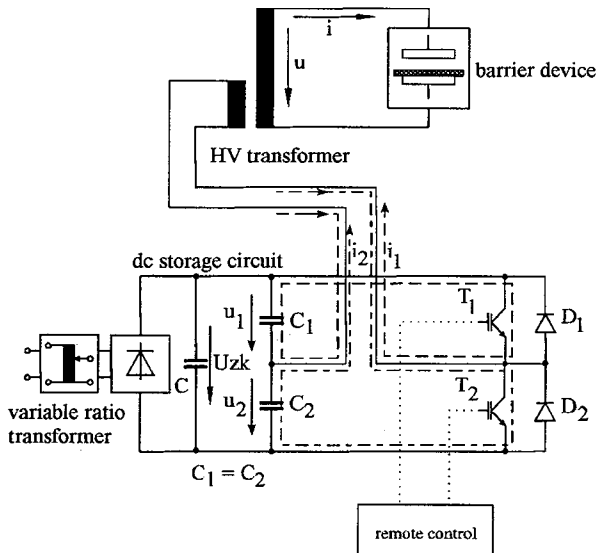 i
u
barrier device
HV transformer
dc storage circuit
i2
i1
T1
D1
u1
C1
Uzk
C
u2
C2
T2
D2
variable ratio
transformer
C1 = C2
remote control